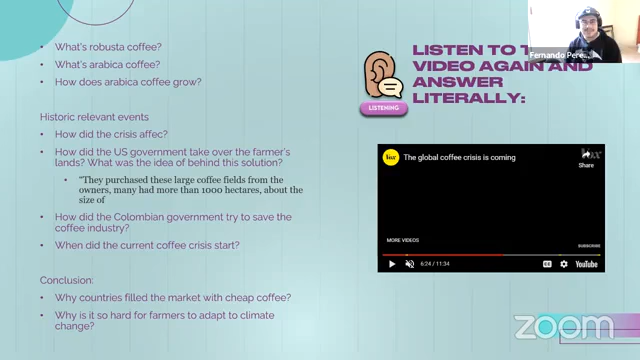 What's robusta coffee?
What's arabica coffee?
How does arabica coffee grow?
Historic relevant events
How did the crisis affec?
How did the US government take over the farmer's
lands? What was the idea of behind this solution?
"They purchased these large coffee fields from the
owners, many had more than 1000 hectares, about the
size of
How did the Colombian government try to save the
coffee industry?
When did the current coffee crisis start?
Conclusion:
Why countries filled the market with cheap coffee?
Why is it so hard for farmers to adapt to climate
change?
LISTENING
LISTEN TO T
VIDEO AGAIN AND
ANSWER
LITERALLY:
Fernando Pere
Vox
The global coffee crisis is coming
Share
MORE VIDEOS
SUBSCRIBE
6:24 / 11:34
CC
YouTube
zoom